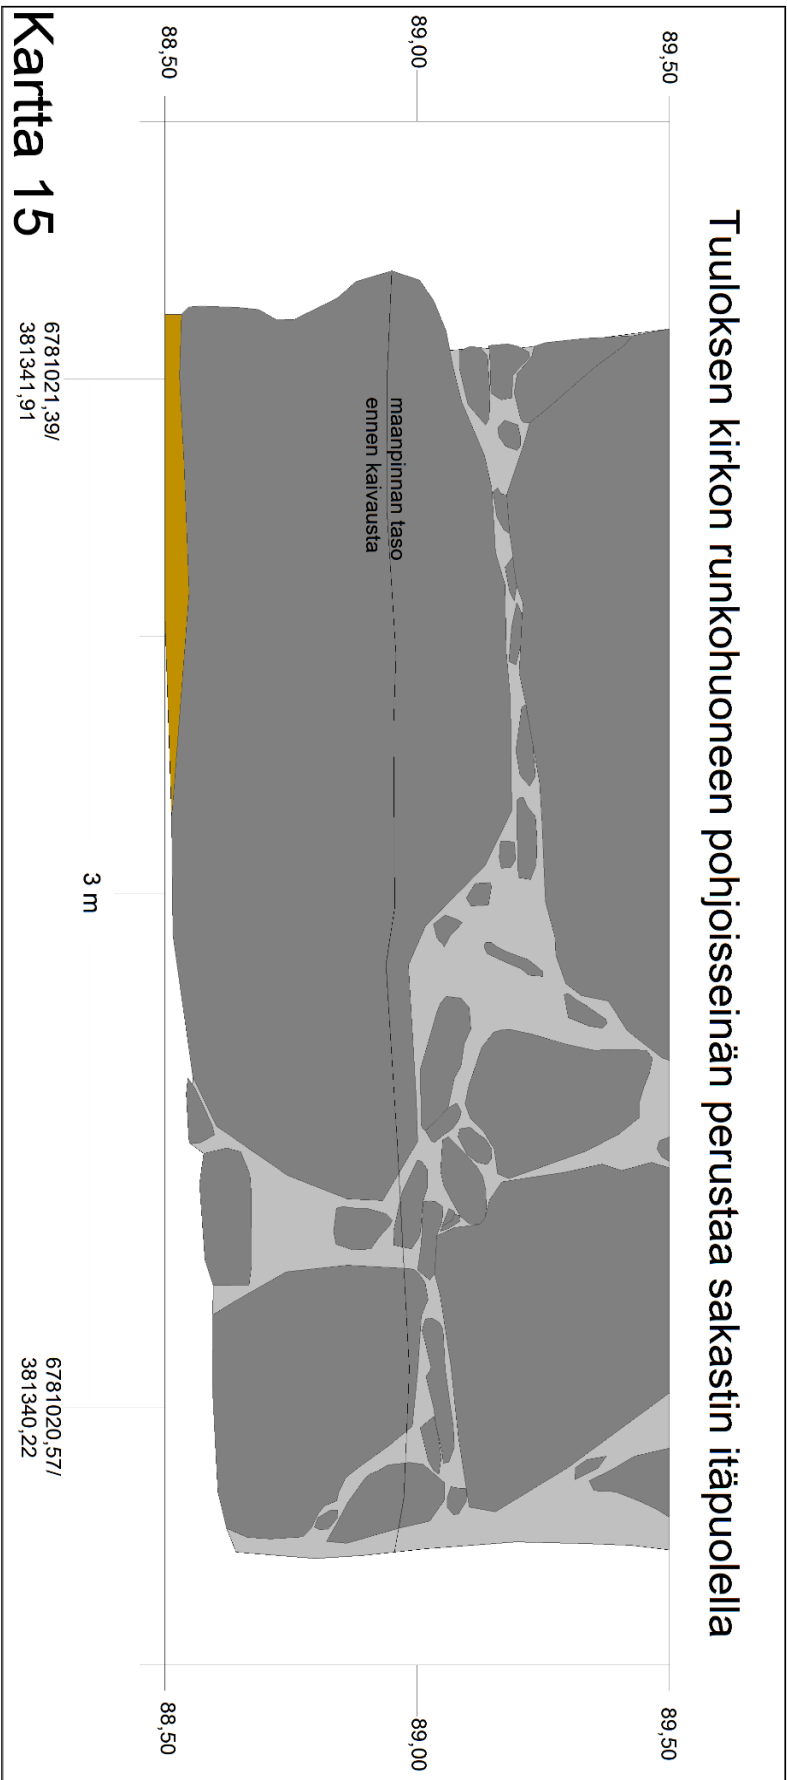 Tuuloksen kirkon runkohuoneen pohjoisseinän perustaa sakastin itäpuolella
89,50
89,50
89,00
89,00
maanpinnan taso
ennen kaivausta
88,50
88,50
3 m
6781021,39/
381341,91
6781020,57/
381340,22
Kartta 15